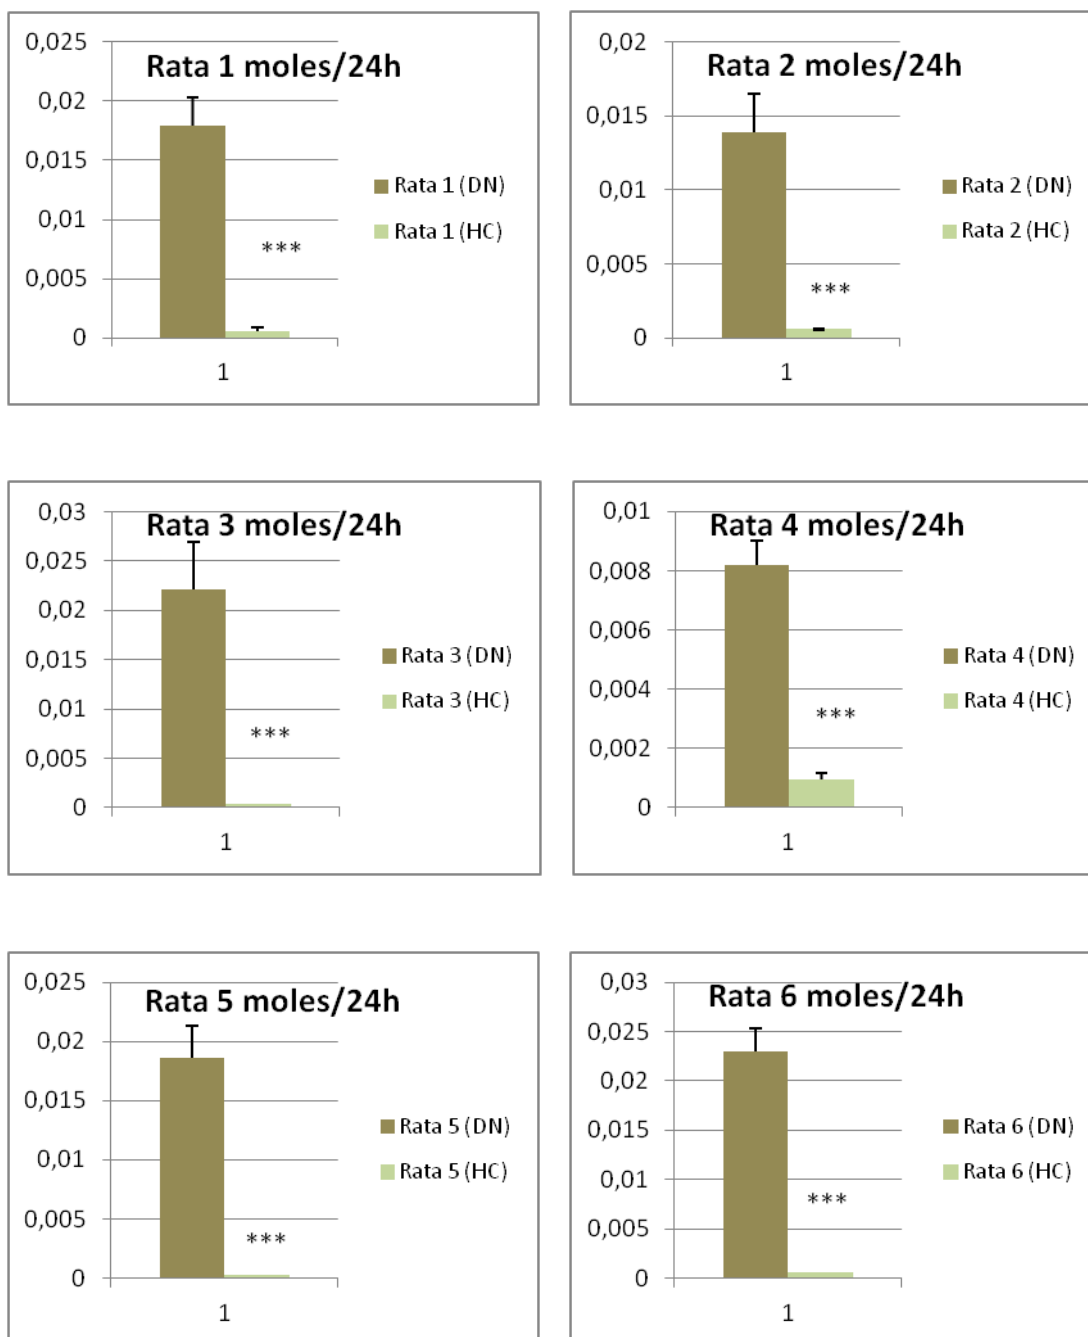 Rata 1 moles/24h
0,025
0,02
0,015
0,01
0,005
0
1
***
Rata 1 (DN)
Rata 1 (HC)
Rata 2 moles/24h
0,02
0,015
0,01
0,005
0
1
***
Rata 2 (DN)
Rata 2 (HC)
Rata 3 moles/24h
0,03
0,025
0,02
0,015
0,01
0,005
0
1
***
Rata 3 (DN)
Rata 3 (HC)
Rata 4 moles/24h
0,01
0,008
0,006
0,004
0,002
0
1
***
Rata 4 (DN)
Rata 4 (HC)
Rata 5 moles/24h
0,025
0,02
0,015
0,01
0,005
0
1
***
Rata 5 (DN)
Rata 5 (HC)
Rata 6 moles/24h
0,03
0,025
0,02
0,015
0,01
0,005
0
1
***
Rata 6 (DN)
Rata 6 (HC)